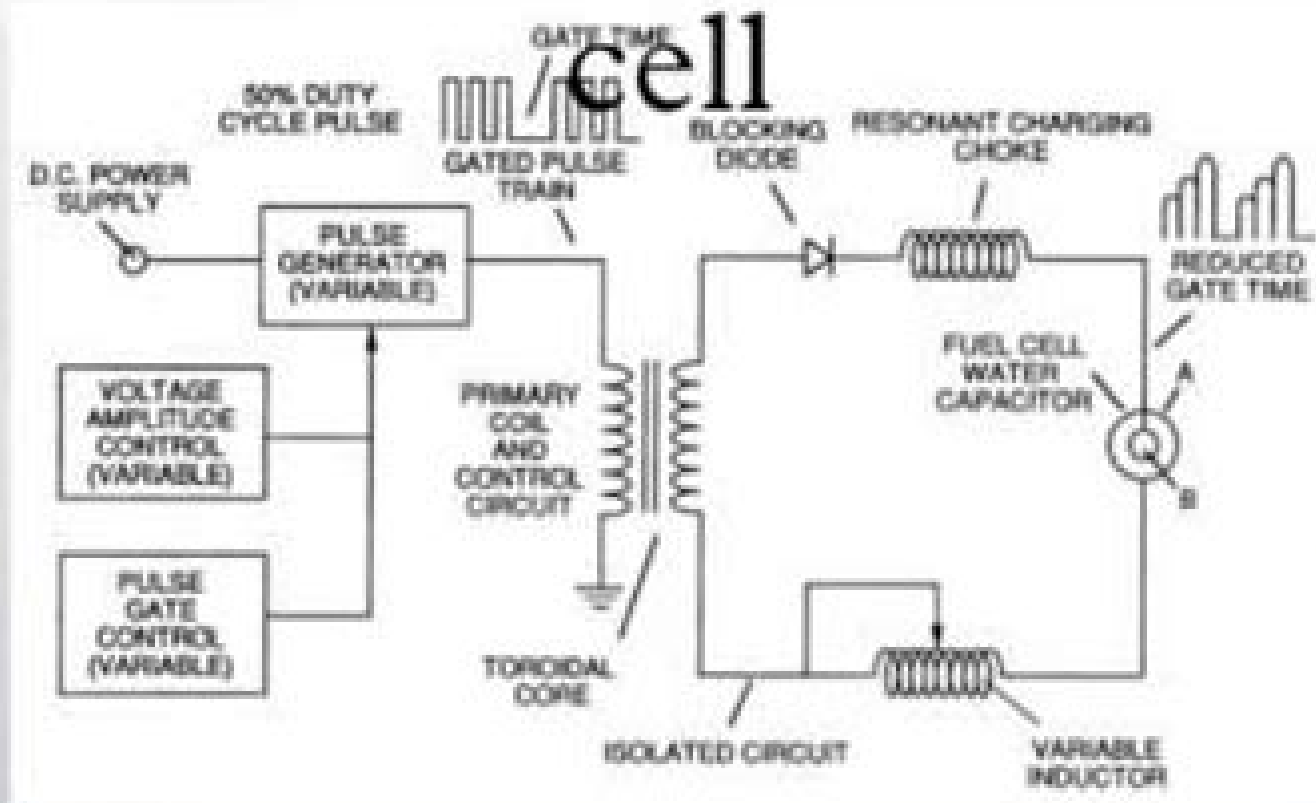 cell
GATE TIME
50% DUTY
CYCLE PULSE
GATED PULSE
TRAIN
BLOCKING
DIODE
RESONANT CHARGING
CHOKE
D.C. POWER
SUPPLY
PULSE
GENERATOR
(VARIABLE)
REDUCED
GATE TIME
VOLTAGE
AMPLITUDE
CONTROL
(VARIABLE)
PRIMARY
COIL
AND
CONTROL
CIRCUIT
FUEL CELL
WATER
CAPACITOR
A
B
PULSE
GATE
CONTROL
(VARIABLE)
TOROIDAL
CORE
ISOLATED CIRCUIT
VARIABLE
INDUCTOR